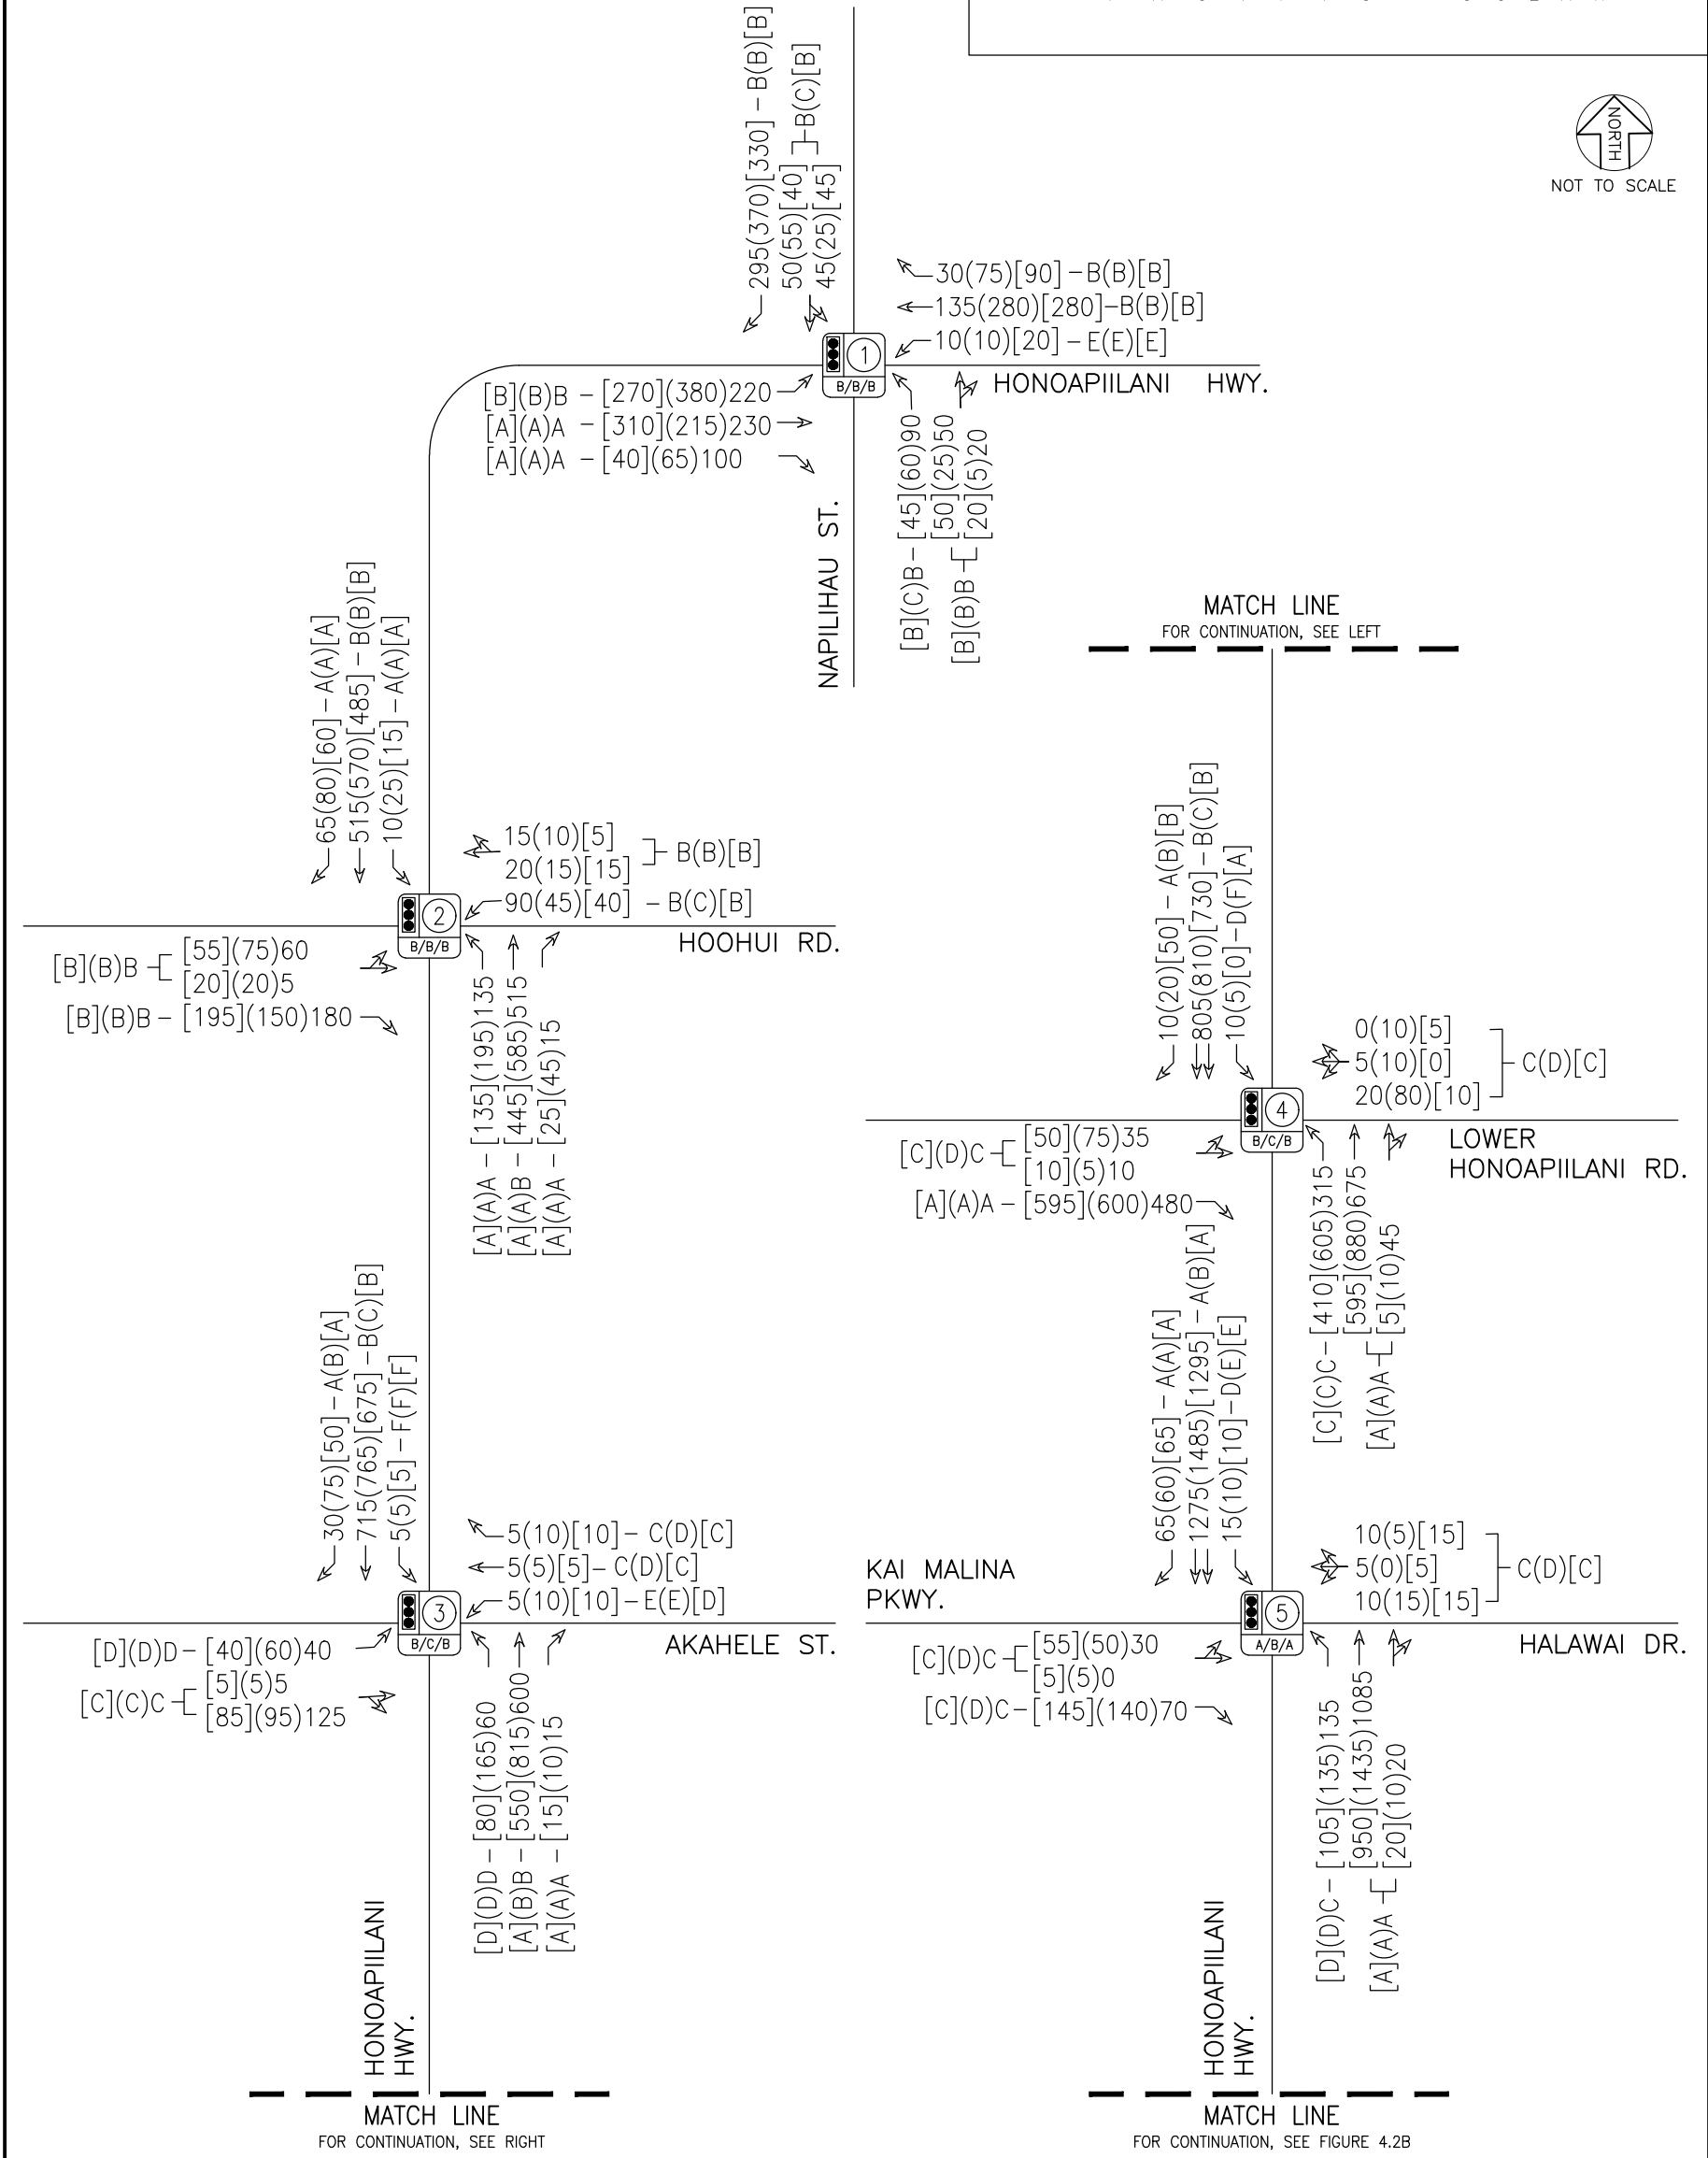 295(370)[330] - B(B)[B]
50(55)[40]
45(25)[45]
B(C)[B]
NORTH
NOT TO SCALE
30(75)[90] - B(B)[B]
135(280)[280] - B(B)[B]
10(10)[20] - E(E)[E]
1
B/B/B
HONOAPIILANI HWY.
[B](B)B - [270](380)220
[A](A)A - [310](215)230
[A](A)A - [40](65)100
[B](C)B - [45](60)90
[50](25)50
[20](5)20
[B](B)B
NAPILIHAU ST.
MATCH LINE
FOR CONTINUATION, SEE LEFT
65(80)[60] - A(A)[A]
515(570)[485] - B(B)[B]
10(25)[15] - A(A)[A]
15(10)[5]
20(15)[15]
B(B)[B]
90(45)[40] - B(C)[B]
2
B/B/B
HOOHUI RD.
[B](B)B
[55](75)60
[20](20)5
[B](B)B - [195](150)180
[A](A)A - [135](195)135
[A](A)B - [445](585)515
[A](A)A - [25](45)15
10(20)[50] - A(B)[B]
805(810)[730] - B(C)[B]
10(5)[0] - D(F)[A]
0(10)[5]
5(10)[0]
20(80)[10]
C(D)[C]
4
B/C/B
LOWER
HONOAPIILANI RD.
[C](D)C
[50](75)35
[10](5)10
[A](A)A - [595](600)480
[C](C)C - [410](605)315
[595](880)675
[5](10)45
[A](A)A
30(75)[50] - A(B)[A]
715(765)[675] - B(C)[B]
5(5)[5] - F(F)[F]
5(10)[10] - C(D)[C]
5(5)[5] - C(D)[C]
5(10)[10] - E(E)[D]
3
B/C/B
AKAHELE ST.
[D](D)D - [40](60)40
[C](C)C
[5](5)5
[85](95)125
[D](D)D - [80](165)60
[A](B)B - [550](815)600
[A](A)A - [15](10)15
65(60)[65] - A(A)[A]
1275(1485)[1295] - A(B)[A]
15(10)[10] - D(E)[E]
10(5)[15]
5(0)[5]
10(15)[15]
C(D)[C]
KAI MALINA
PKWY.
5
A/B/A
HALAWAI DR.
[C](D)C
[55](50)30
[5](5)0
[C](D)C - [145](140)70
[D](D)C - [105](135)135
[950](1435)1085
[20](10)20
[A](A)A
HONOAPIILANI
HWY.
HONOAPIILANI
HWY.
MATCH LINE
FOR CONTINUATION, SEE RIGHT
MATCH LINE
FOR CONTINUATION, SEE FIGURE 4.2B